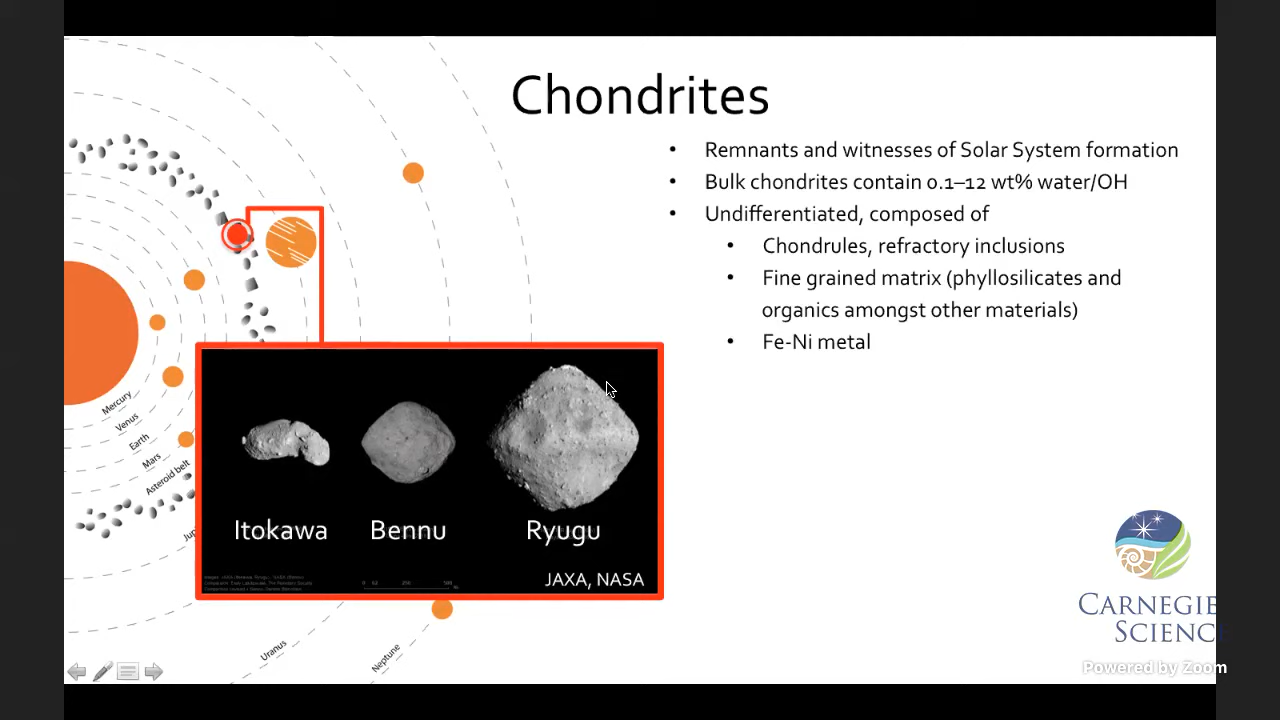 Chondrites
• Remnants and witnesses of Solar System formation
• Bulk chondrites contain 0.1–12 wt% water/OH
• Undifferentiated, composed of
• Chondrules, refractory inclusions
• Fine grained matrix (phyllosilicates and
organics amongst other materials)
• Fe-Ni metal
Mercury
Venus
Earth
Mars
Asteroid belt
Uranus
Neptune
Itokawa Bennu Ryugu
JAXA, NASA
CARNEGIE
SCIENCE
Powered by Zoom